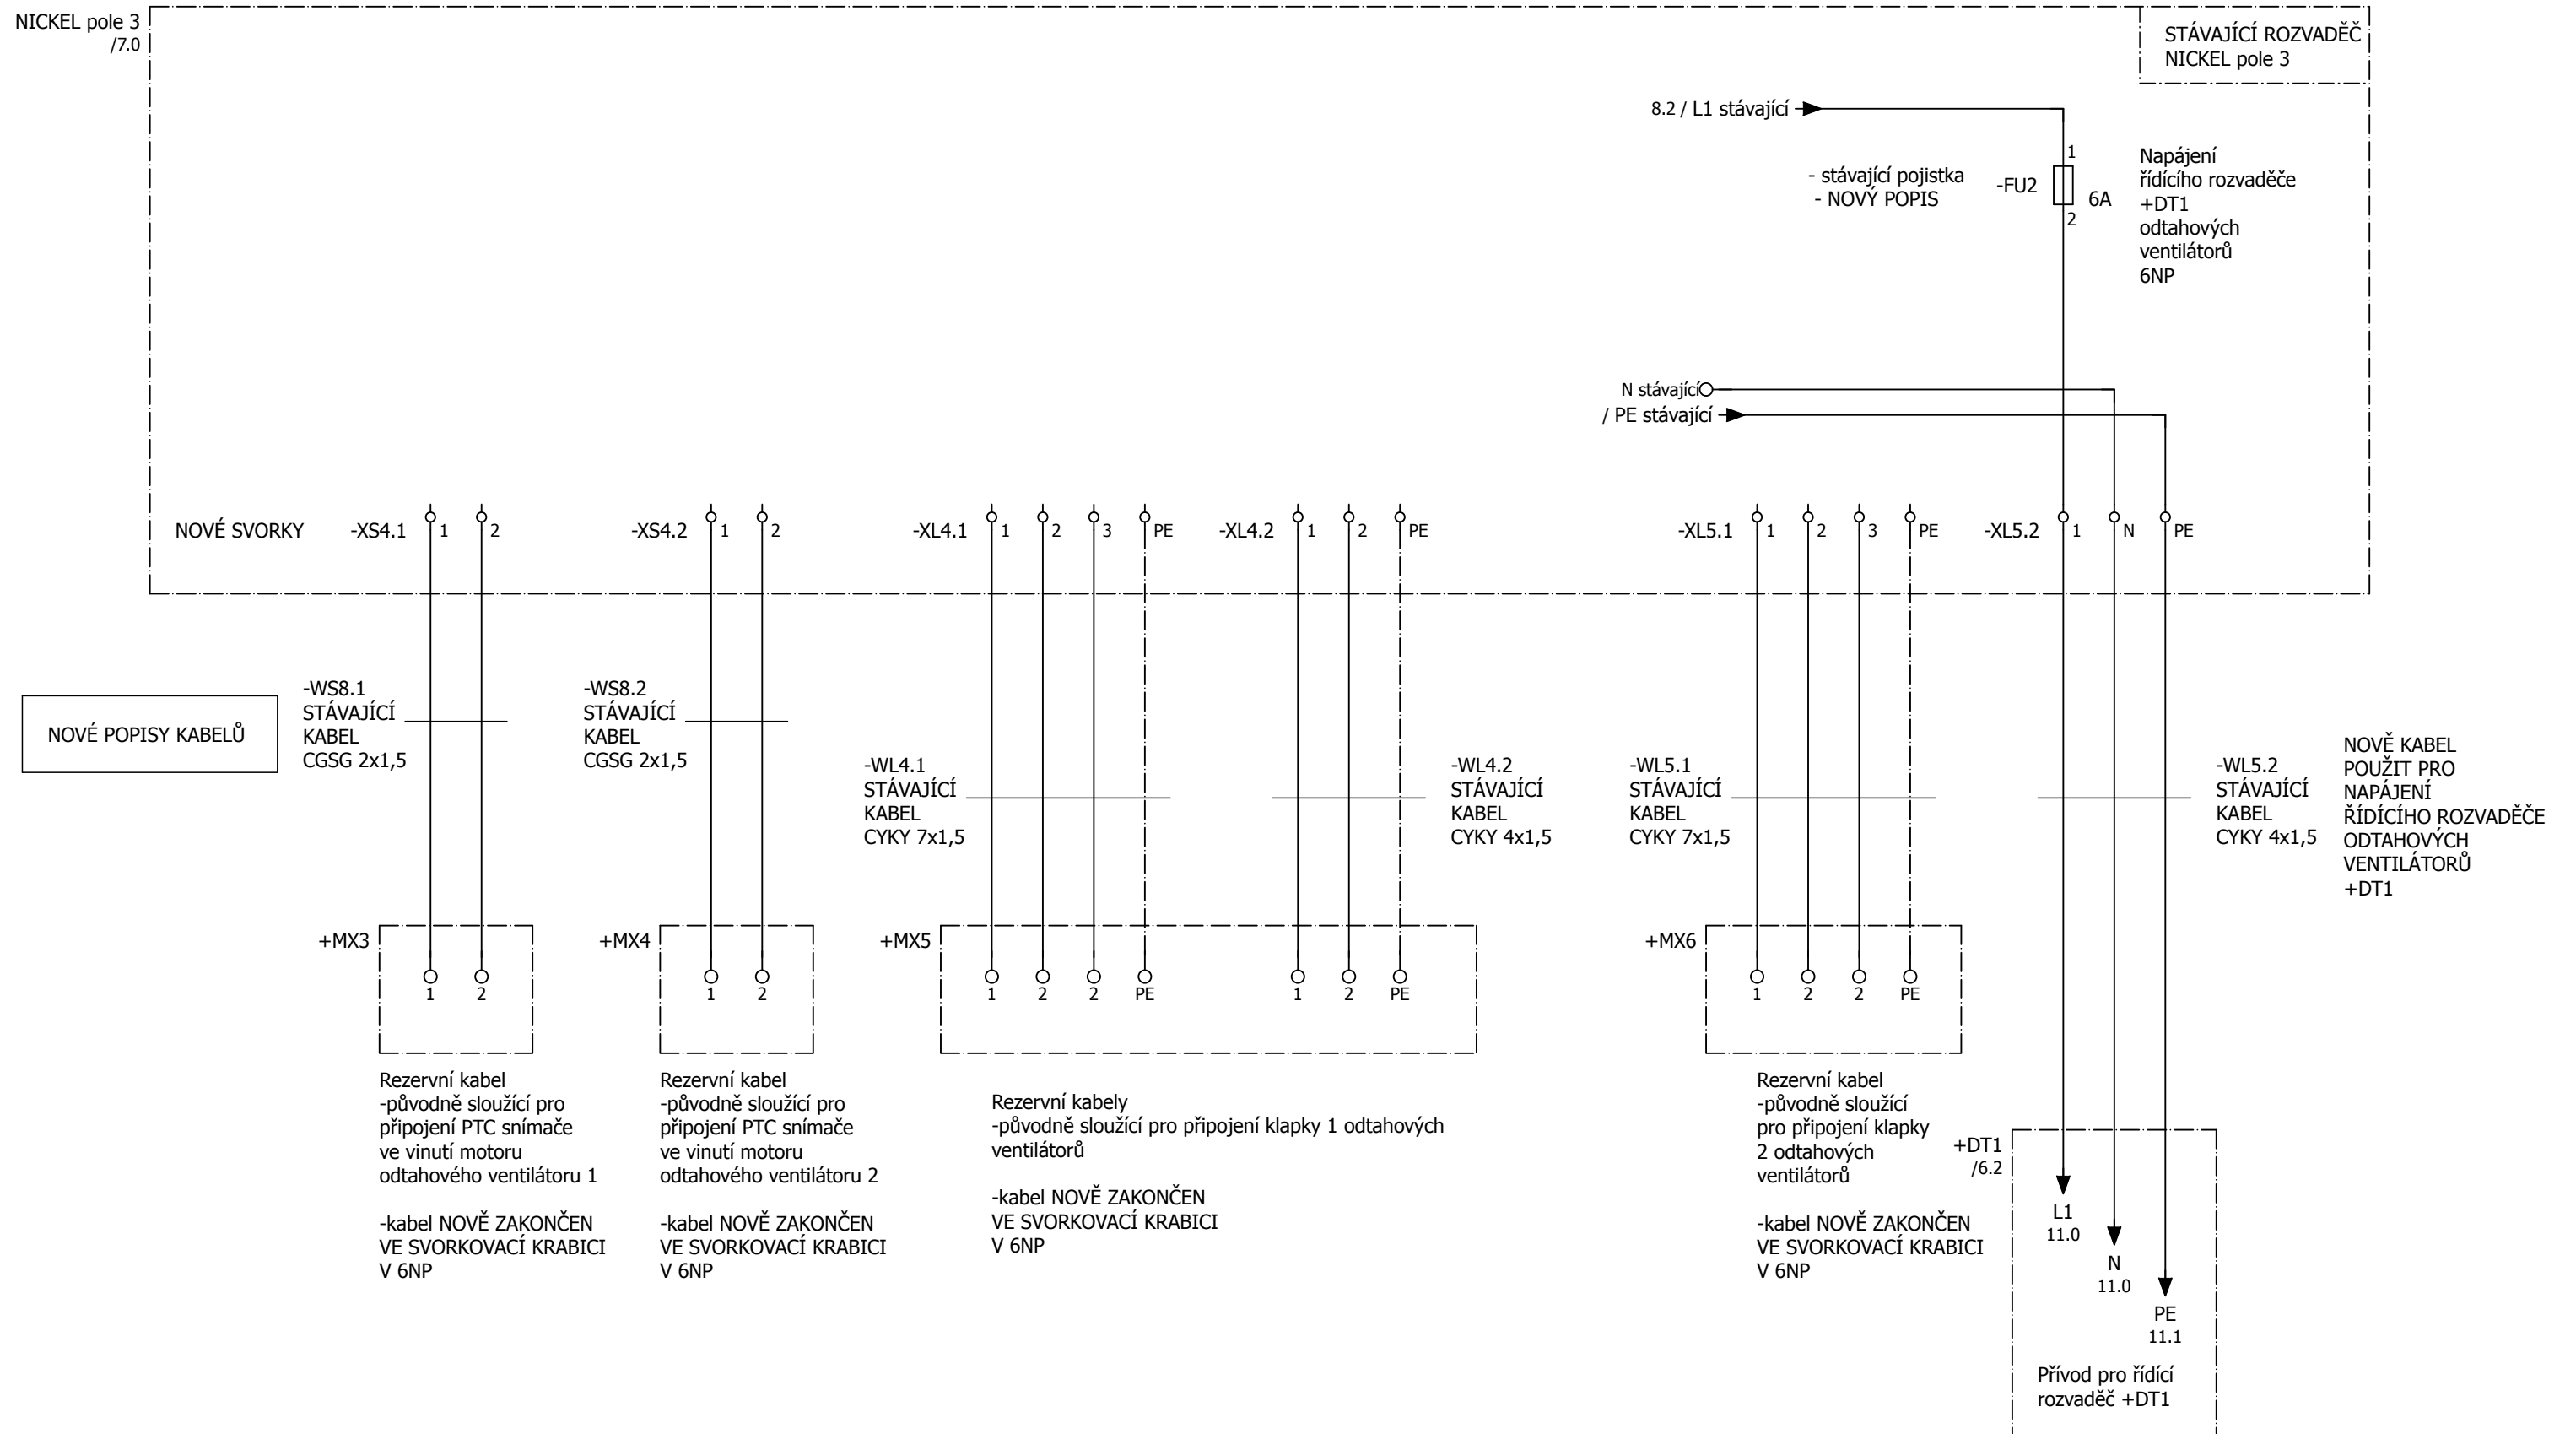 NICKEL pole 3
/7.0
STÁVAJÍCÍ ROZVADĚČ
NICKEL pole 3
8.2 / L1 stávající
- stávající pojistka
- NOVÝ POPIS
-FU2
1
6A
2
Napájení
řídícího rozvaděče
+DT1
odtahových
ventilátorů
6NP
N stávající
/ PE stávající
NOVÉ SVORKY
-XS4.1 1 2
-XS4.2 1 2
-XL4.1 1 2 3 PE
-XL4.2 1 2 PE
-XL5.1 1 2 3 PE
-XL5.2 1 N PE
NOVÉ POPISY KABELŮ
-WS8.1
STÁVAJÍCÍ
KABEL
CGSG 2x1,5
-WS8.2
STÁVAJÍCÍ
KABEL
CGSG 2x1,5
-WL4.1
STÁVAJÍCÍ
KABEL
CYKY 7x1,5
-WL4.2
STÁVAJÍCÍ
KABEL
CYKY 4x1,5
-WL5.1
STÁVAJÍCÍ
KABEL
CYKY 7x1,5
-WL5.2
STÁVAJÍCÍ
KABEL
CYKY 4x1,5
NOVĚ KABEL
POUŽIT PRO
NAPÁJENÍ
ŘÍDÍCÍHO ROZVADĚČE
ODTAHOVÝCH
VENTILÁTORŮ
+DT1
+MX3
1 2
+MX4
1 2
+MX5
1 2 2 PE 1 2 PE
+MX6
1 2 2 PE
Rezervní kabel
-původně sloužící pro
připojení PTC snímače
ve vinutí motoru
odtahového ventilátoru 1
-kabel NOVĚ ZAKONČEN
VE SVORKOVACÍ KRABICI
V 6NP
Rezervní kabel
-původně sloužící pro
připojení PTC snímače
ve vinutí motoru
odtahového ventilátoru 2
-kabel NOVĚ ZAKONČEN
VE SVORKOVACÍ KRABICI
V 6NP
Rezervní kabely
-původně sloužící pro připojení klapky 1 odtahových
ventilátorů
-kabel NOVĚ ZAKONČEN
VE SVORKOVACÍ KRABICI
V 6NP
Rezervní kabel
-původně sloužící
pro připojení klapky
2 odtahových
ventilátorů
-kabel NOVĚ ZAKONČEN
VE SVORKOVACÍ KRABICI
V 6NP
+DT1
/6.2
L1
11.0
N
11.0
PE
11.1
Přívod pro řídící
rozvaděč +DT1